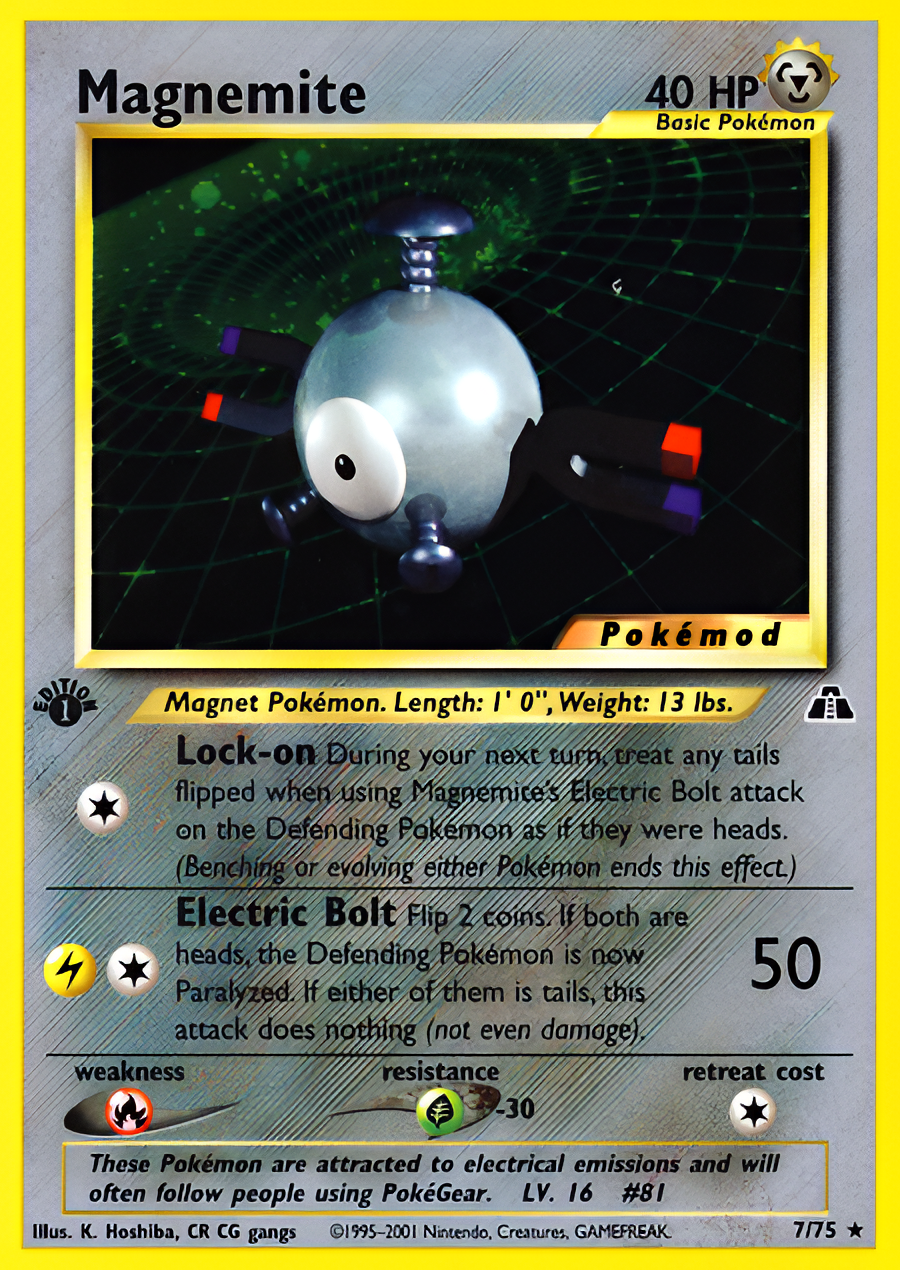 Magnemite
40 HP
Basic Pokémon
Pokémod
EDITION
1
Magnet Pokémon. Length: 1' 0", Weight: 13 lbs.
Lock-on During your next turn, treat any tails
flipped when using Magnemite's Electric Bolt attack
on the Defending Pokémon as if they were heads.
(Benching or evolving either Pokémon ends this effect.)
Electric Bolt Flip 2 coins. If both are
heads, the Defending Pokémon is now
Paralyzed. If either of them is tails, this
attack does nothing (not even damage).
50
weakness
resistance
retreat cost
-30
These Pokémon are attracted to electrical emissions and will
often follow people using PokéGear. LV. 16 #81
Illus. K. Hoshiba, CR CG gangs
©1995–2001 Nintendo, Creatures, GAMEFREAK.
7/75 ★